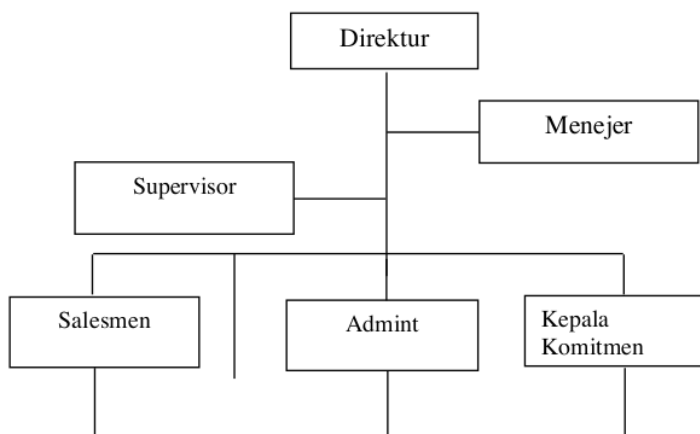 Direktur
Menejer
Supervisor
Salesmen
Admint
Kepala
Komitmen